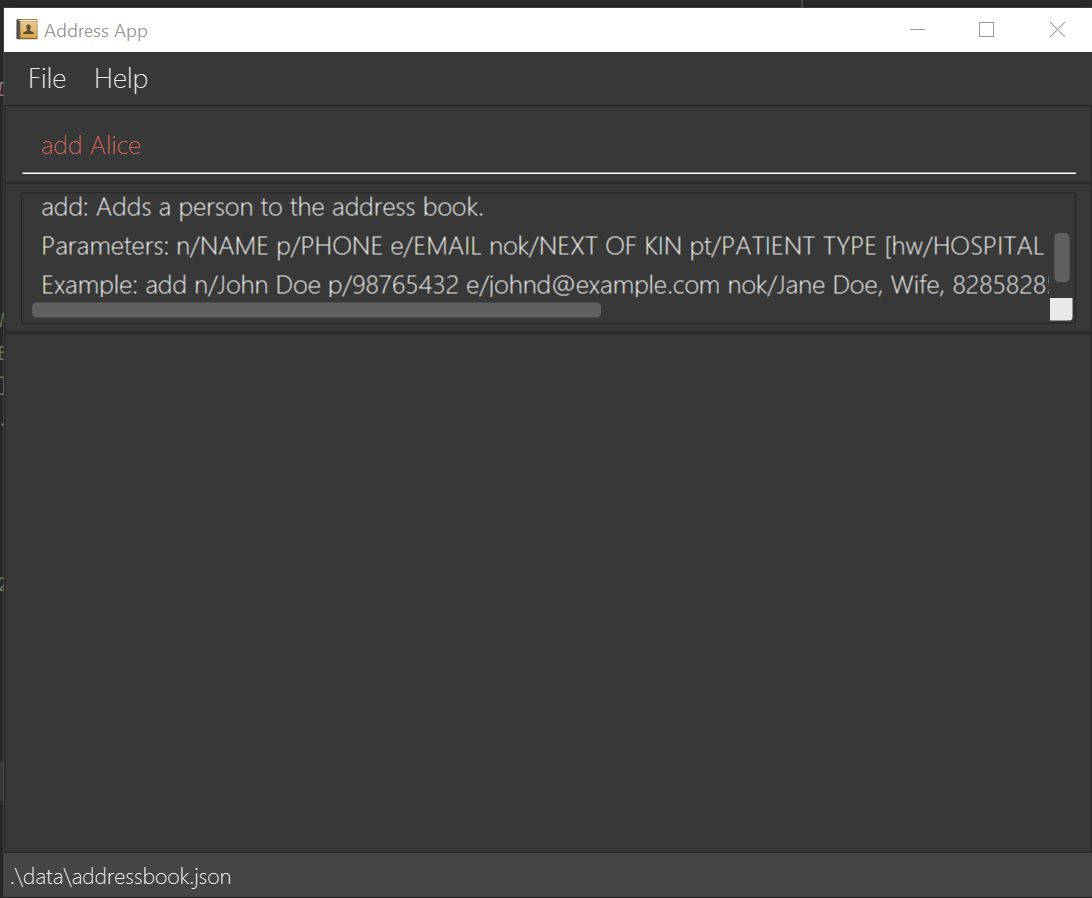 Address App
File Help
add Alice
add: Adds a person to the address book.
Parameters: n/NAME p/PHONE e/EMAIL nok/NEXT OF KIN pt/PATIENT TYPE [hw/HOSPITAL
Example: add n/John Doe p/98765432 e/johnd@example.com nok/Jane Doe, Wife, 8285828
.\data\addressbook.json